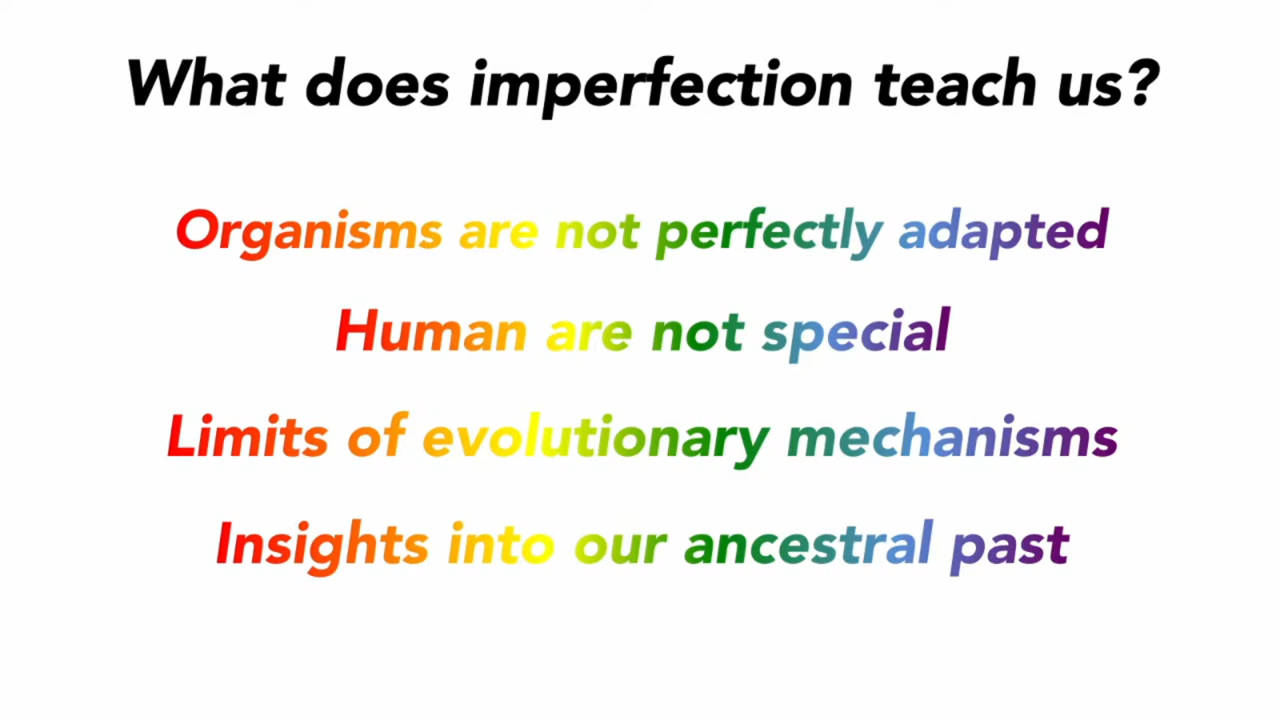 What does imperfection teach us?
Organisms are not perfectly adapted
Human are not special
Limits of evolutionary mechanisms
Insights into our ancestral past